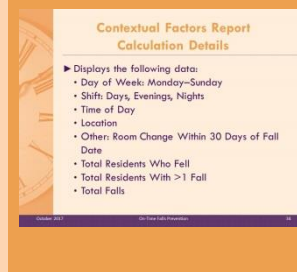 Contextual Factors Report
Calculation Details
► Displays the following data:
• Day of Week: Monday–Sunday
• Shift: Days, Evenings, Nights
• Time of Day
• Location
• Other: Room Change Within 30 Days of Fall
Date
• Total Residents Who Fell
• Total Residents With >1 Fall
• Total Falls
October 2017
On-Time Falls Prevention